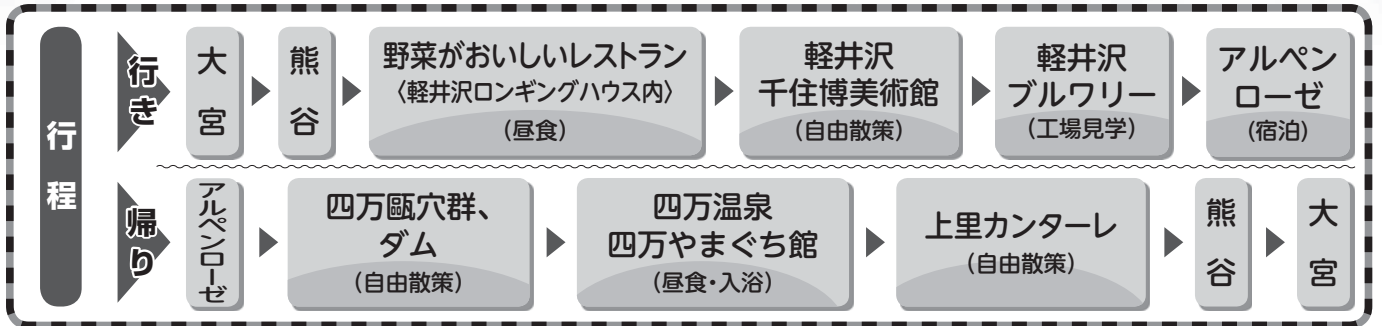 行程
行き
大宮
熊谷
野菜がおいしいレストラン
〈軽井沢ロンギングハウス内〉
(昼食)
軽井沢
千住博美術館
(自由散策)
軽井沢
ブルワリー
(工場見学)
アルペン
ローゼ
(宿泊)
帰り
アルペンローゼ
四万甌穴群、
ダム
(自由散策)
四万温泉
四万やまぐち館
(昼食・入浴)
上里カンターレ
(自由散策)
熊谷
大宮